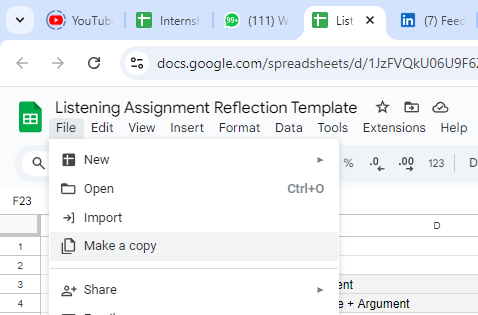 YouTube
Internsh
99+
(111) W
List
(7) Feed
docs.google.com/spreadsheets/d/1JzFVQkU06U9F6
Listening Assignment Reflection Template
File Edit View Insert Format Data Tools Extensions Help
New
% .0 .00 123
Open Ctrl+O
F23
Import
D
1
Make a copy
2
3
Share
ent
4
e + Argument